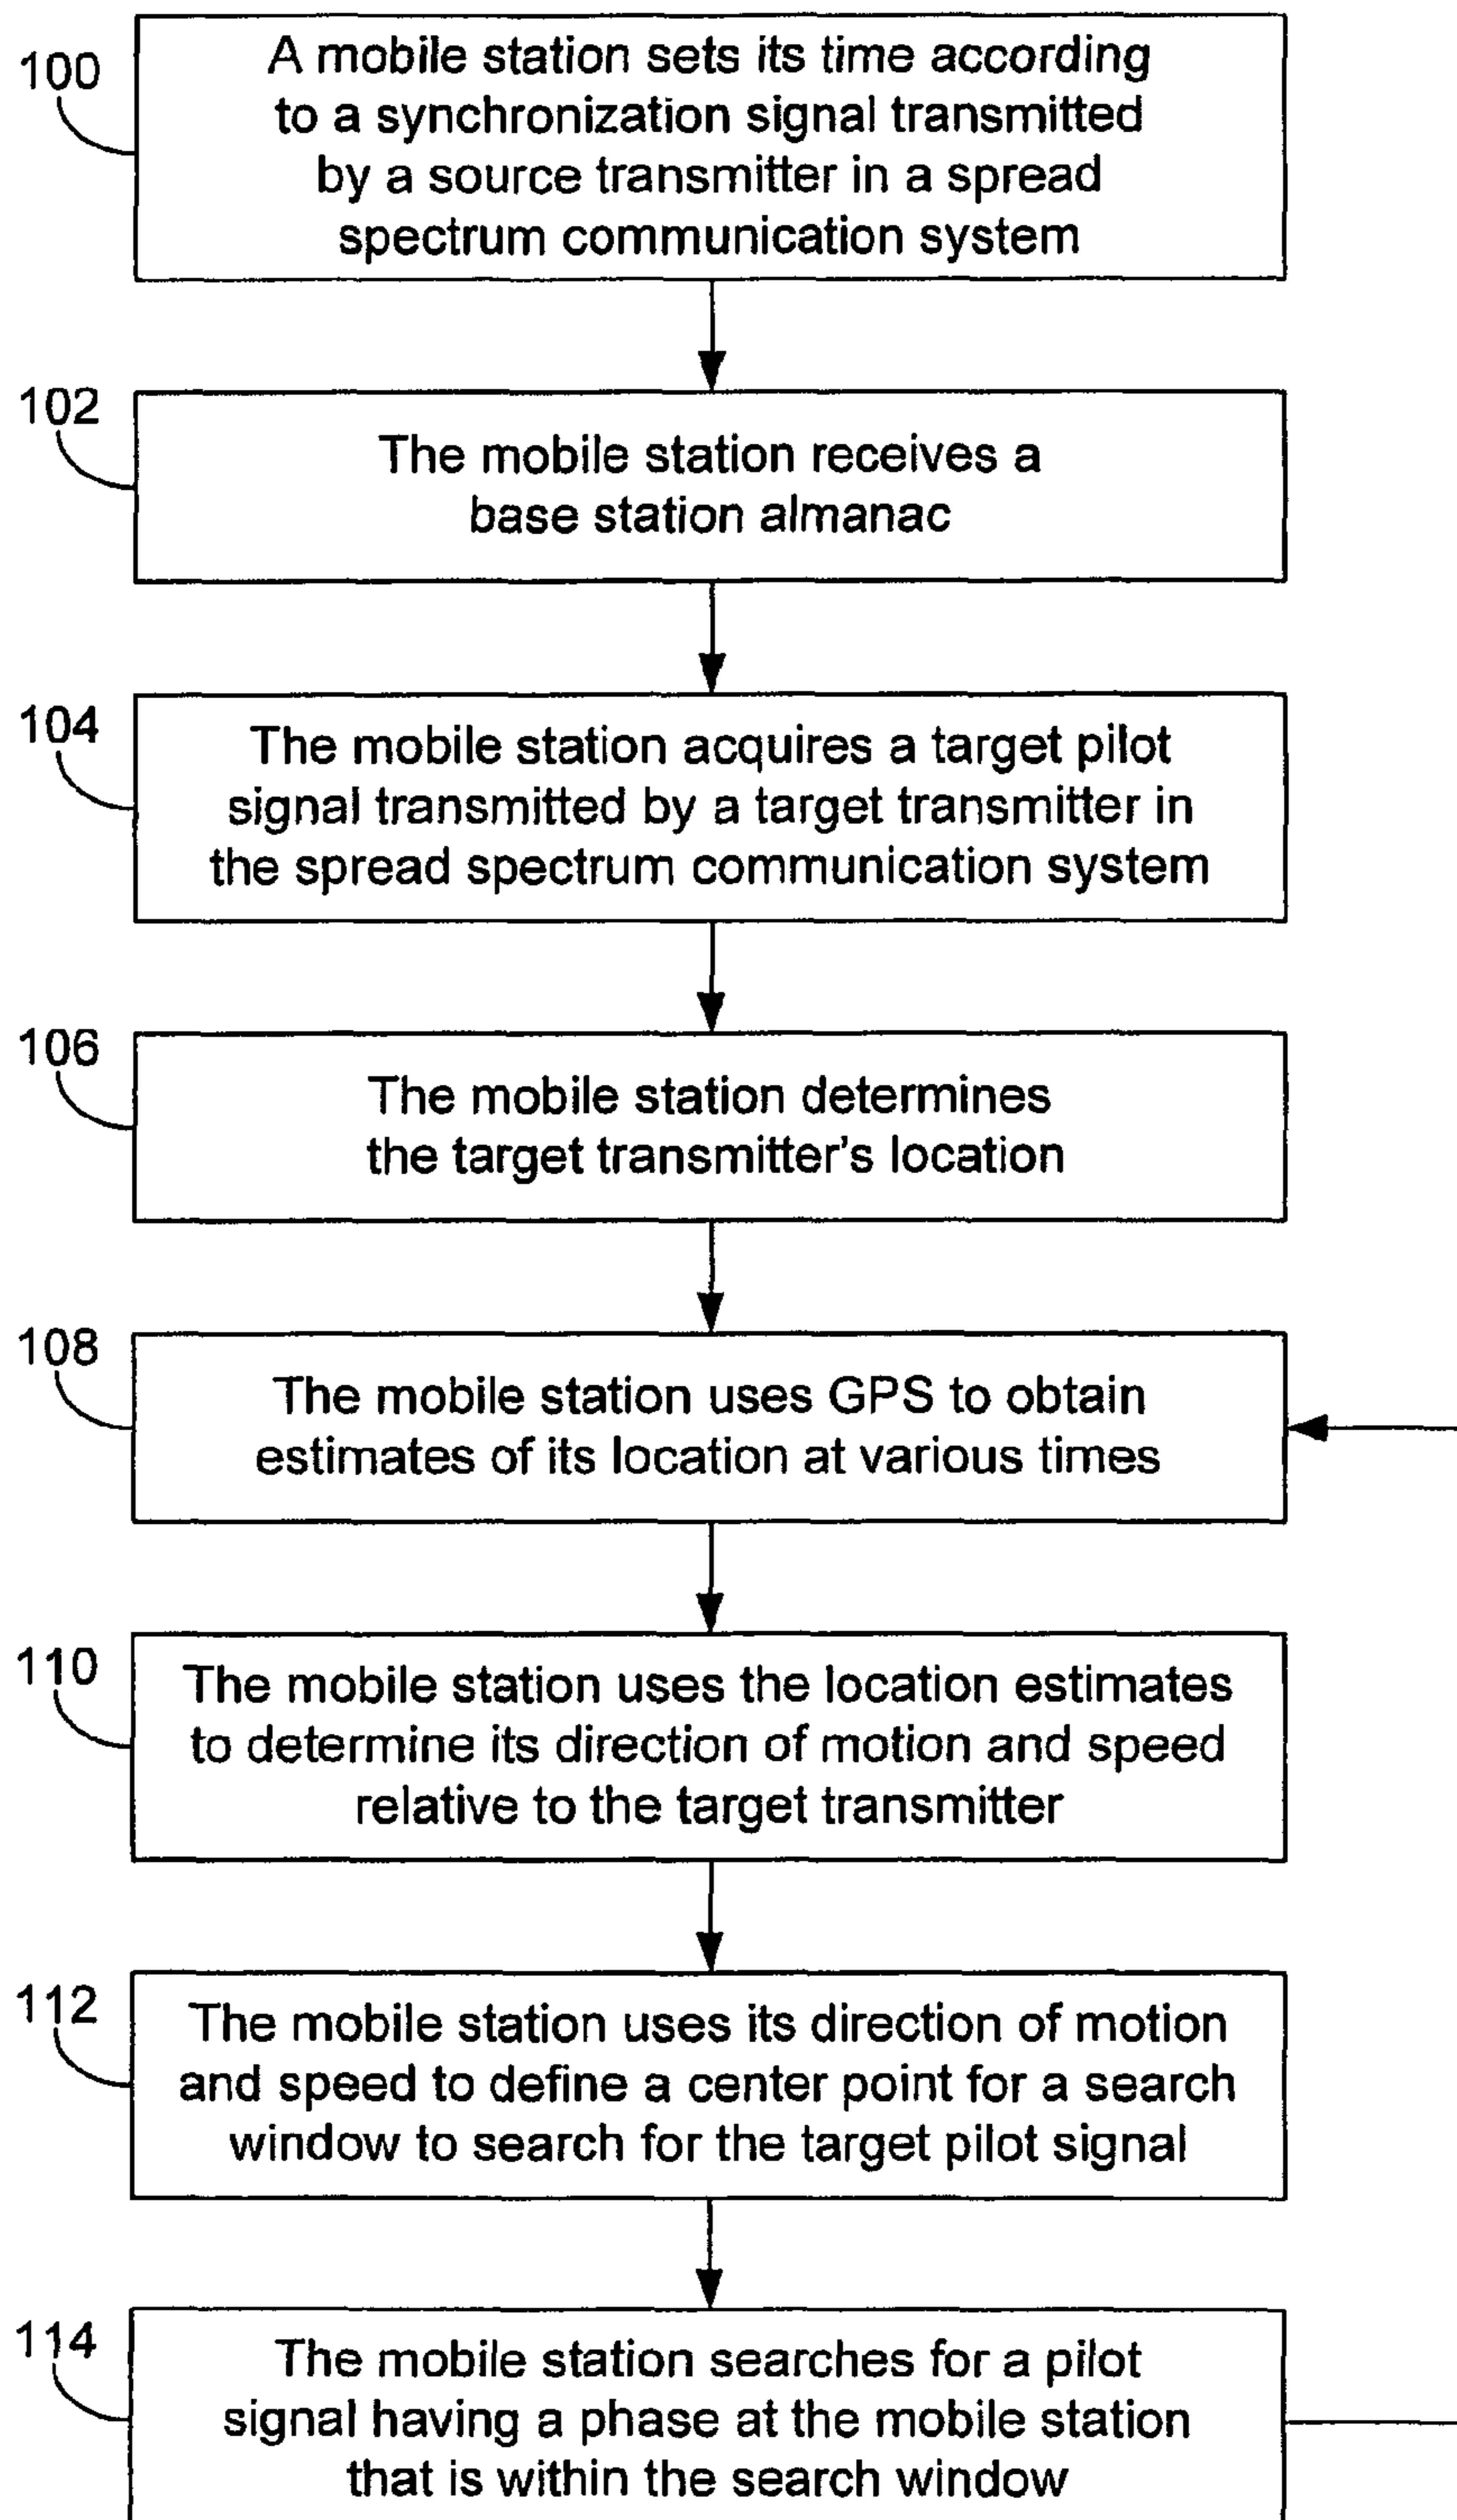 100
A mobile station sets its time according
to a synchronization signal transmitted
by a source transmitter in a spread
spectrum communication system
102
The mobile station receives a
base station almanac
104
The mobile station acquires a target pilot
signal transmitted by a target transmitter in
the spread spectrum communication system
106
The mobile station determines
the target transmitter's location
108
The mobile station uses GPS to obtain
estimates of its location at various times
110
The mobile station uses the location estimates
to determine its direction of motion and speed
relative to the target transmitter
112
The mobile station uses its direction of motion
and speed to define a center point for a search
window to search for the target pilot signal
114
The mobile station searches for a pilot
signal having a phase at the mobile station
that is within the search window